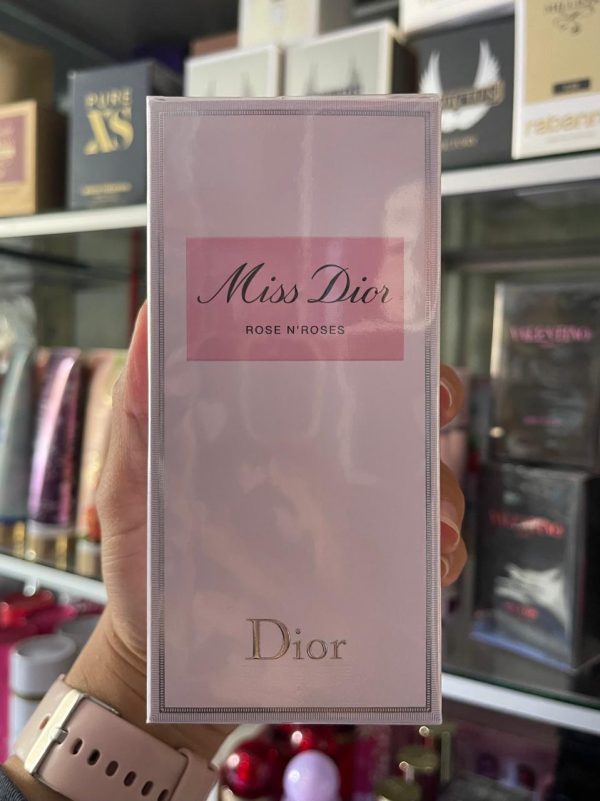 PURE
XS
rabanne
Miss Dior
ROSE N'ROSES
Dior
VALENTINO
VALENTINO